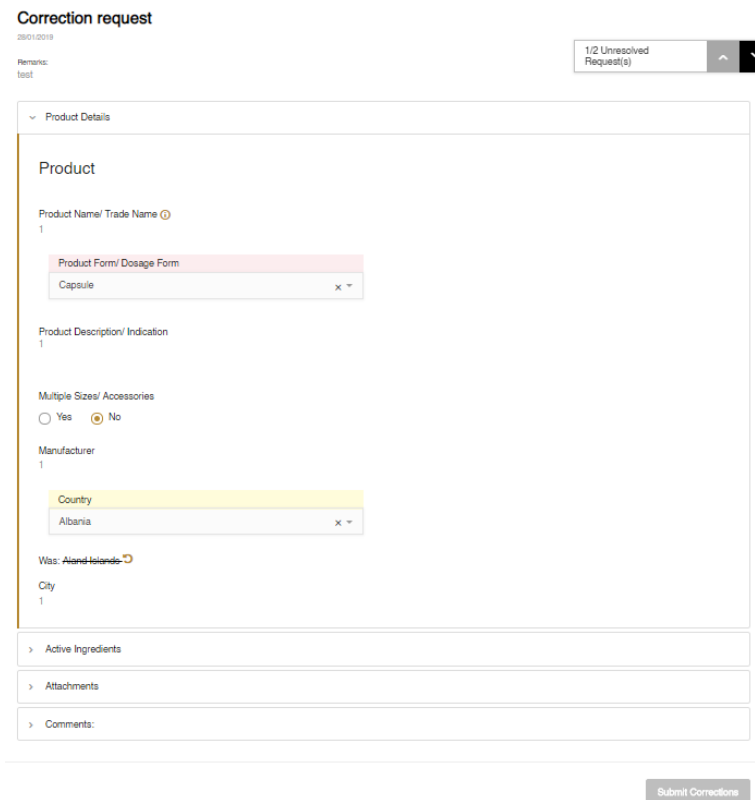 Correction request
28/01/2019
1/2 Unresolved
Request(s)
Remarks:
test
Product Details
Product
Product Name/ Trade Name
1
Product Form/ Dosage Form
Capsule
Product Description/ Indication
1
Multiple Sizes/ Accessories
Yes No
Manufacturer
1
Country
Albania
Was: Aland Islands
City
1
Active Ingredients
Attachments
Comments:
Submit Corrections